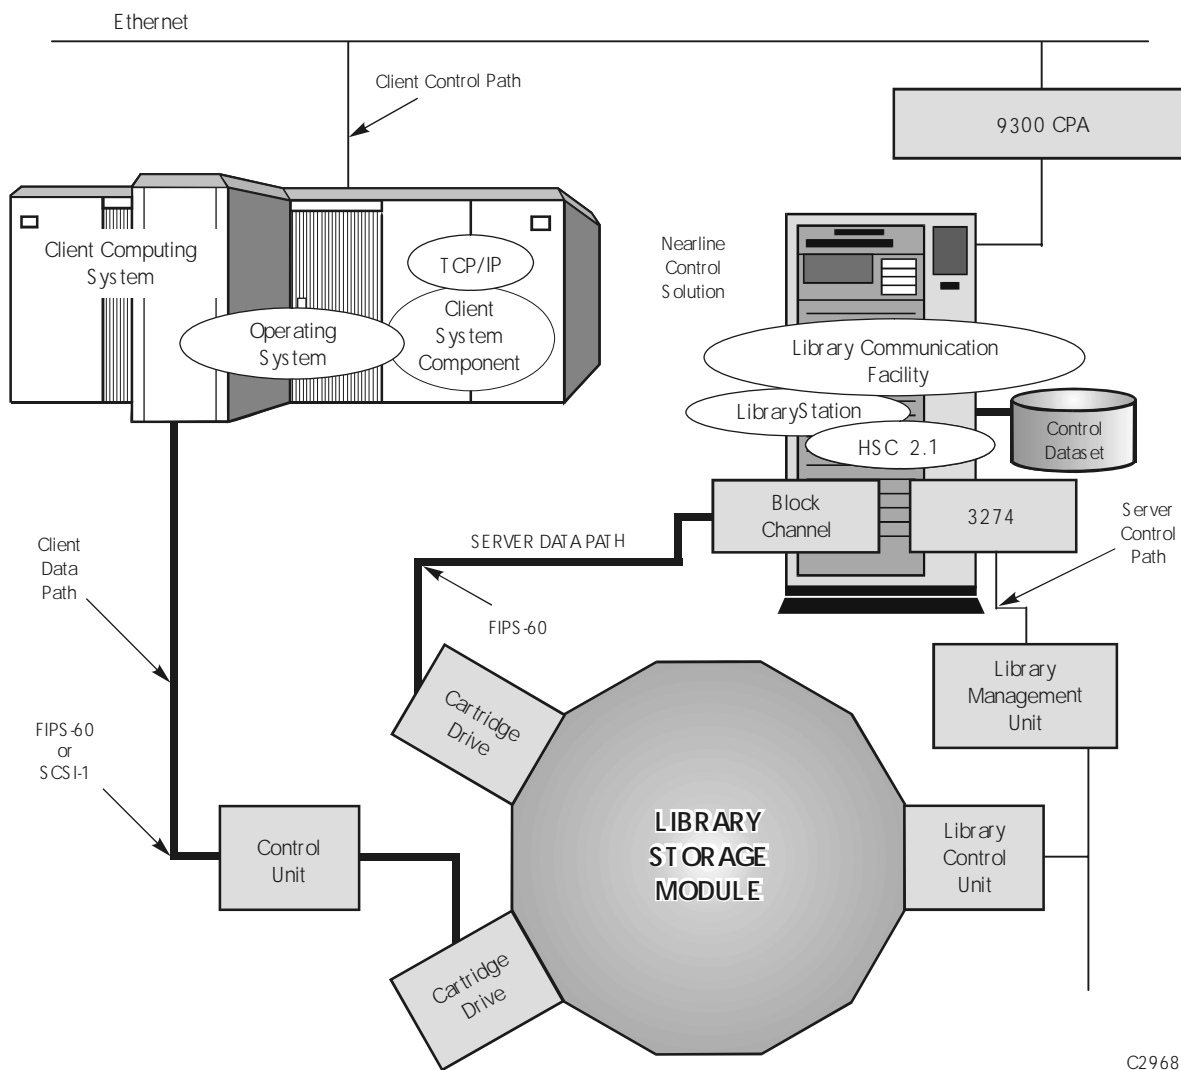 Ethernet
Client Control Path
9300 CPA
Client Computing
System
TCP/IP
Client
System
Component
Operating
System
Nearline
Control
Solution
Library Communication
Facility
LibraryStation
HSC 2.1
Control
Dataset
Block
Channel
3274
Server
Control
Path
SERVER DATA PATH
Client
Data
Path
FIPS-60
Library
Management
Unit
Cartridge
Drive
FIPS-60
or
SCSI-1
LIBRARY
STORAGE
MODULE
Library
Control
Unit
Control
Unit
Cartridge
Drive
C2968